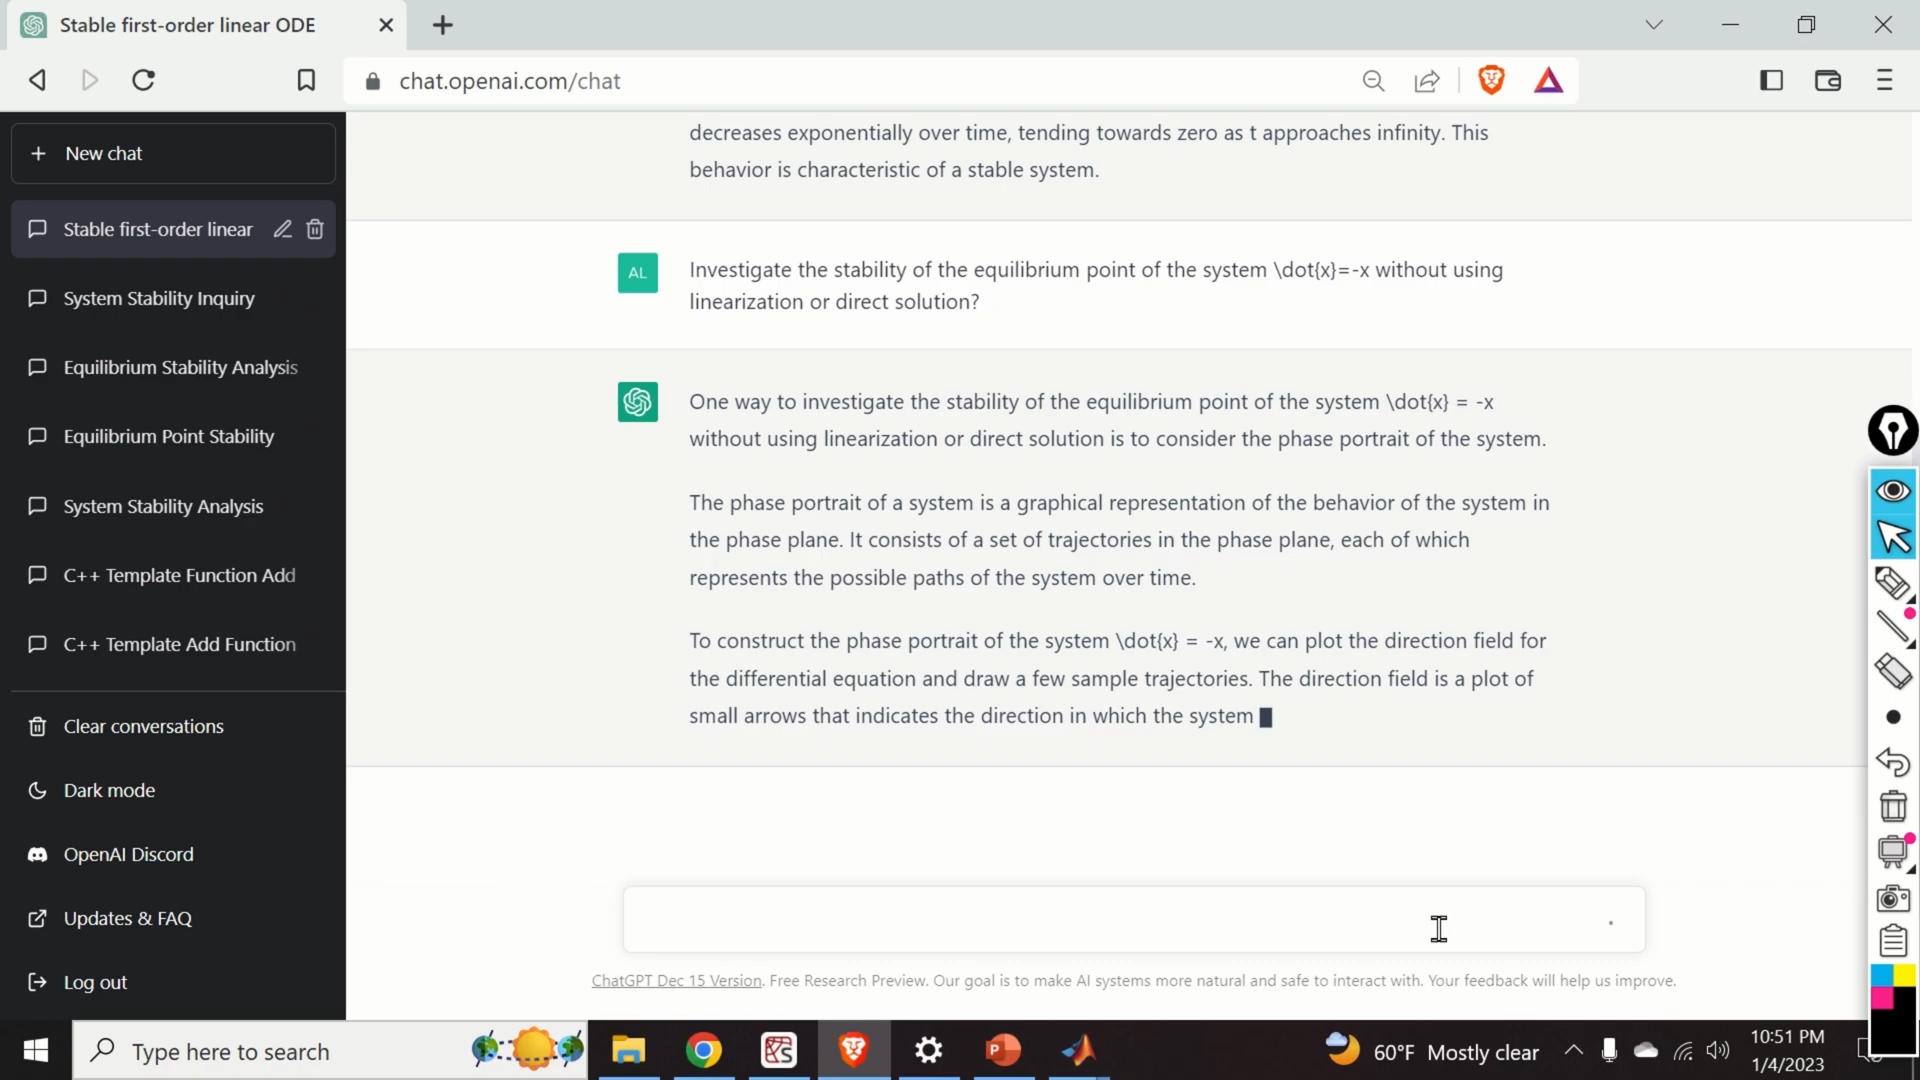 Stable first-order linear ODE
chat.openai.com/chat
New chat
Stable first-order linear
System Stability Inquiry
Equilibrium Stability Analysis
Equilibrium Point Stability
System Stability Analysis
C++ Template Function Add
C++ Template Add Function
Clear conversations
Dark mode
OpenAI Discord
Updates & FAQ
Log out
decreases exponentially over time, tending towards zero as t approaches infinity. This
behavior is characteristic of a stable system.
AL
Investigate the stability of the equilibrium point of the system \dot{x}=-x without using
linearization or direct solution?
One way to investigate the stability of the equilibrium point of the system \dot{x} = -x
without using linearization or direct solution is to consider the phase portrait of the system.
The phase portrait of a system is a graphical representation of the behavior of the system in
the phase plane. It consists of a set of trajectories in the phase plane, each of which
represents the possible paths of the system over time.
To construct the phase portrait of the system \dot{x} = -x, we can plot the direction field for
the differential equation and draw a few sample trajectories. The direction field is a plot of
small arrows that indicates the direction in which the system
ChatGPT Dec 15 Version. Free Research Preview. Our goal is to make AI systems more natural and safe to interact with. Your feedback will help us improve.
Type here to search
60°F Mostly clear
10:51 PM
1/4/2023